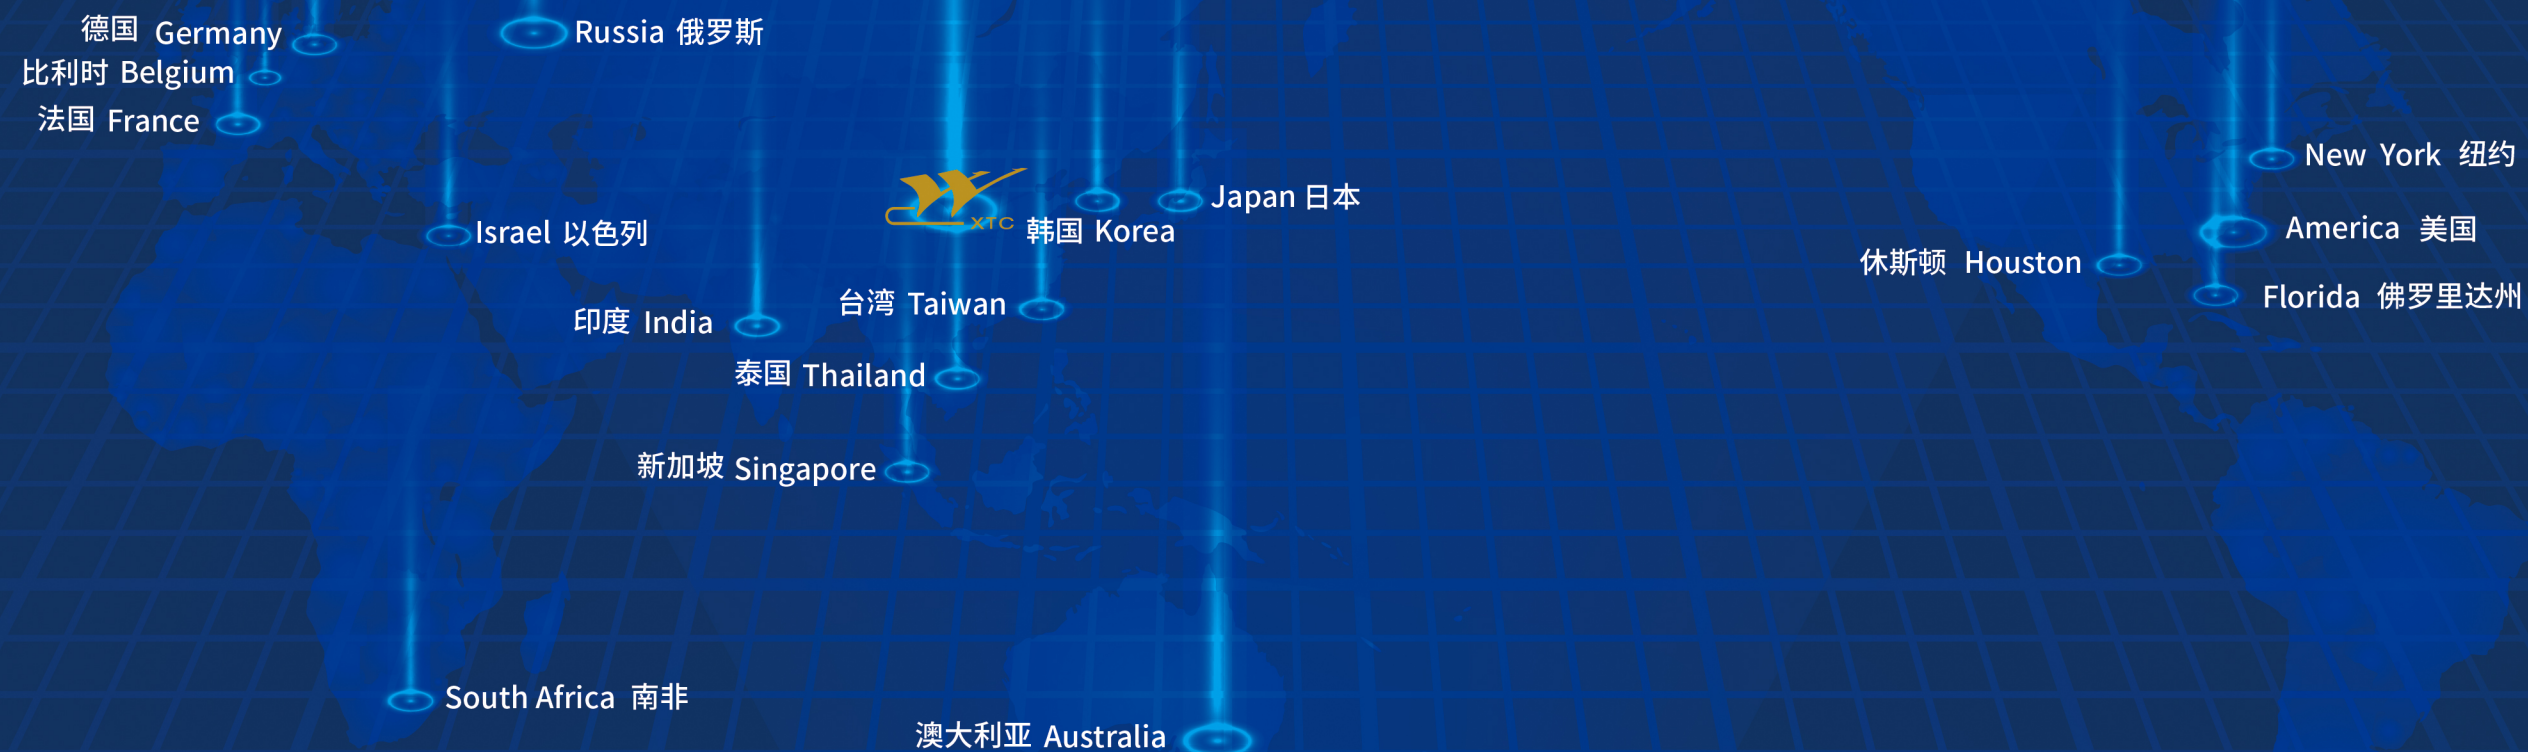 德国 Germany
Russia 俄罗斯
比利时 Belgium
法国 France
New York 纽约
Japan 日本
XTC
韩国 Korea
America 美国
Israel 以色列
休斯顿 Houston
Florida 佛罗里达州
台湾 Taiwan
印度 India
泰国 Thailand
新加坡 Singapore
South Africa 南非
澳大利亚 Australia